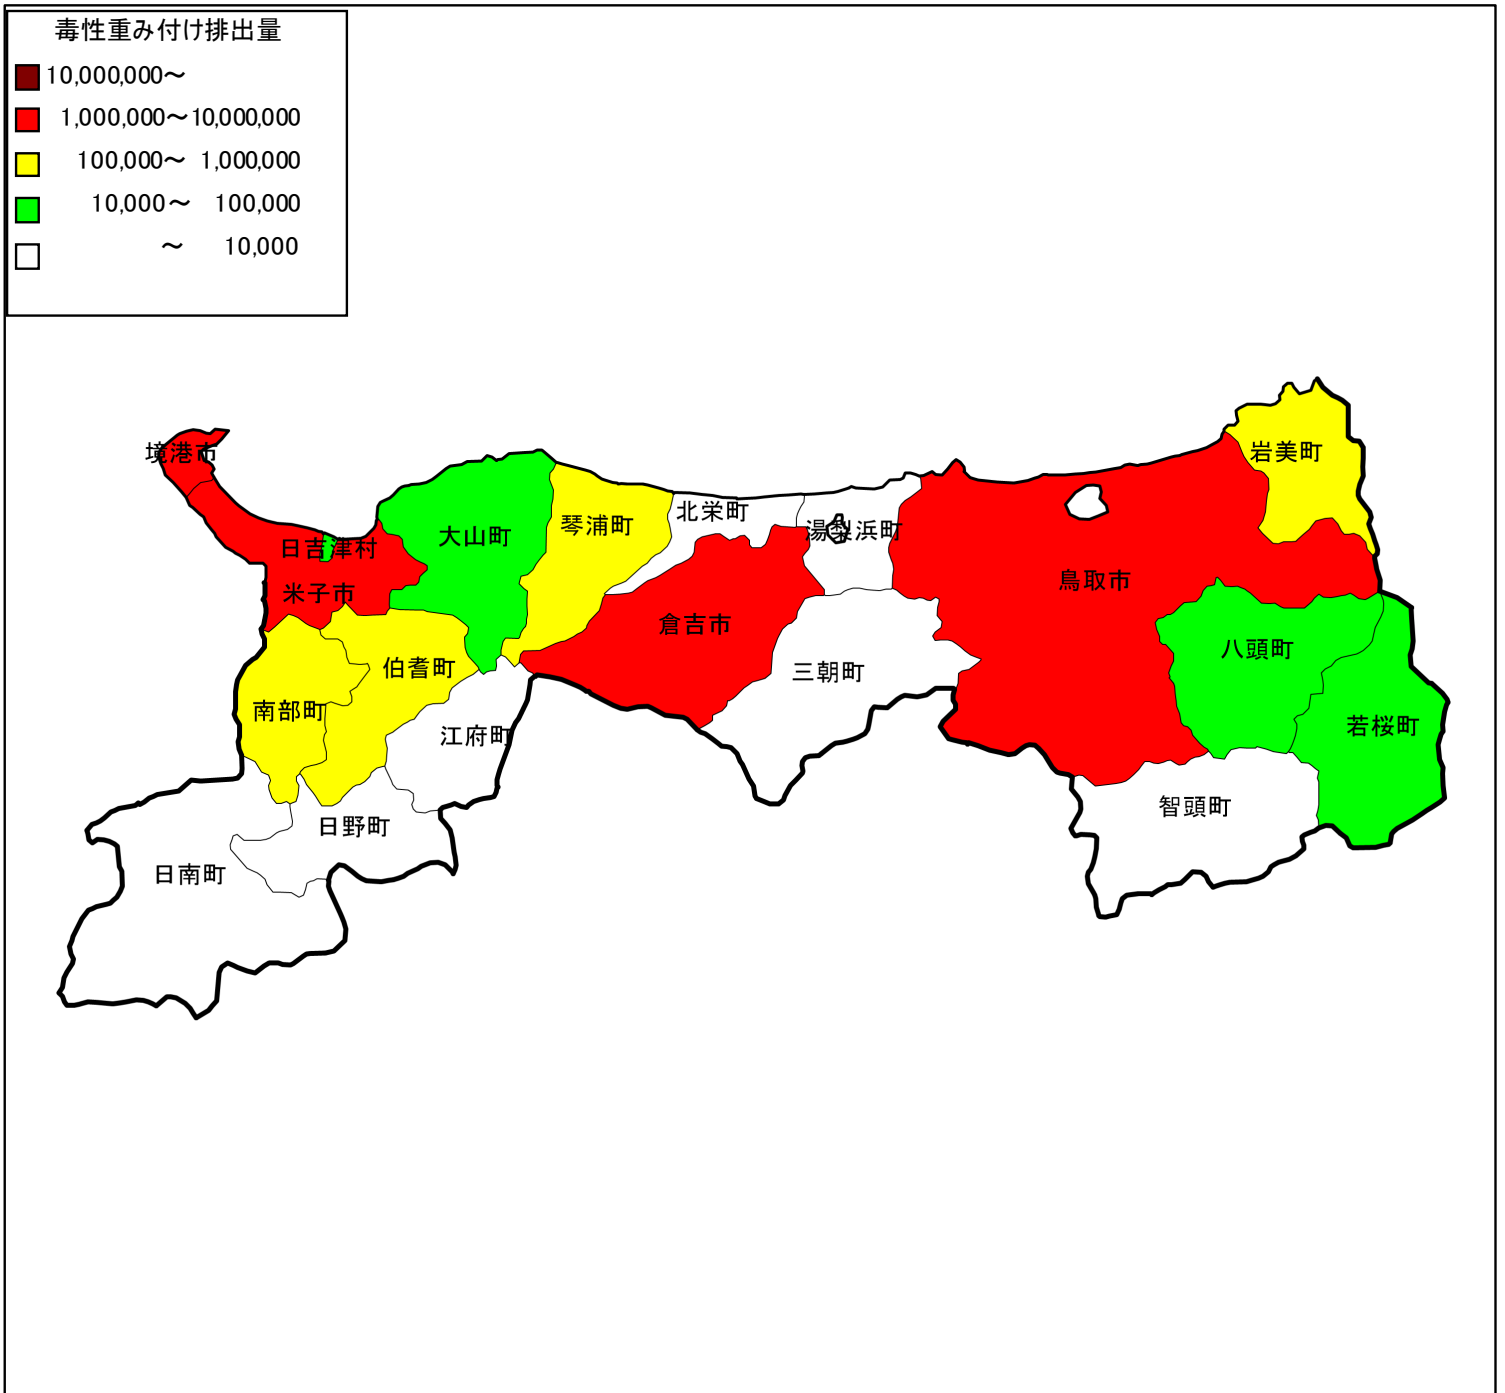 毒性重み付け排出量
10,000,000～
1,000,000～10,000,000
100,000～ 1,000,000
10,000～ 100,000
～ 10,000
境港市
岩美町
大山町
琴浦町
北栄町
湯梨浜町
日吉津村
米子市
鳥取市
倉吉市
八頭町
伯耆町
三朝町
南部町
江府町
若桜町
智頭町
日野町
日南町